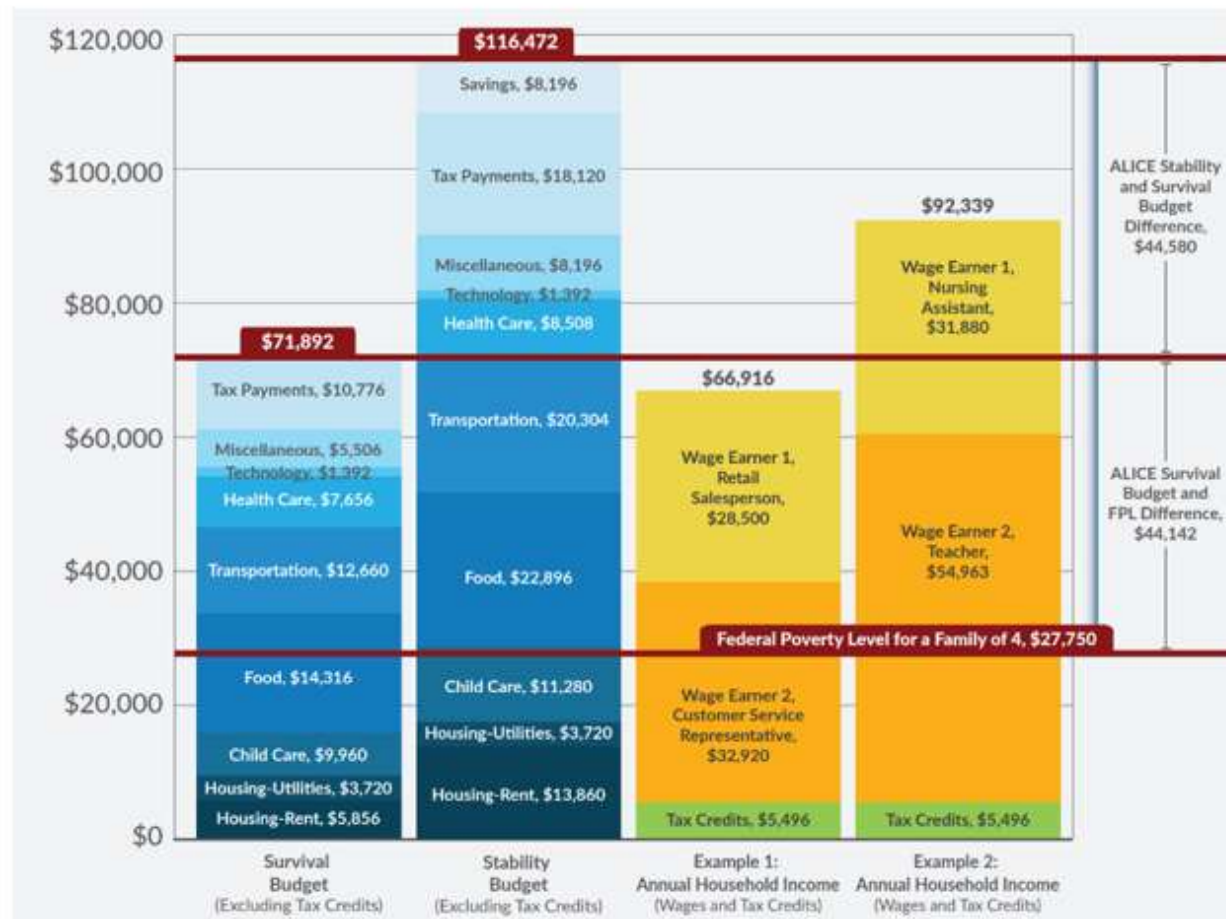 $120,000
$100,000
$80,000
$60,000
$40,000
$20,000
$0
$71,892
Tax Payments, $10,776
Miscellaneous, $5,506
Technology, $1,392
Health Care, $7,656
Transportation, $12,660
Food, $14,316
Child Care, $9,960
Housing-Utilities, $3,720
Housing-Rent, $5,856
$116,472
Savings, $8,196
Tax Payments, $18,120
Miscellaneous, $8,196
Technology, $1,392
Health Care, $8,508
Transportation, $20,304
Food, $22,896
Child Care, $11,280
Housing-Utilities, $3,720
Housing-Rent, $13,860
$66,916
Wage Earner 1,
Retail
Salesperson,
$28,500
Wage Earner 2,
Customer Service
Representative,
$32,920
Tax Credits, $5,496
$92,339
Wage Earner 1,
Nursing
Assistant,
$31,880
Wage Earner 2,
Teacher,
$54,963
Tax Credits, $5,496
Federal Poverty Level for a Family of 4, $27,750
ALICE Stability
and Survival
Budget
Difference,
$44,580
ALICE Survival
Budget and
FPL Difference,
$44,142
Survival
Budget
(Excluding Tax Credits)
Stability
Budget
(Excluding Tax Credits)
Example 1:
Annual Household Income
(Wages and Tax Credits)
Example 2:
Annual Household Income
(Wages and Tax Credits)